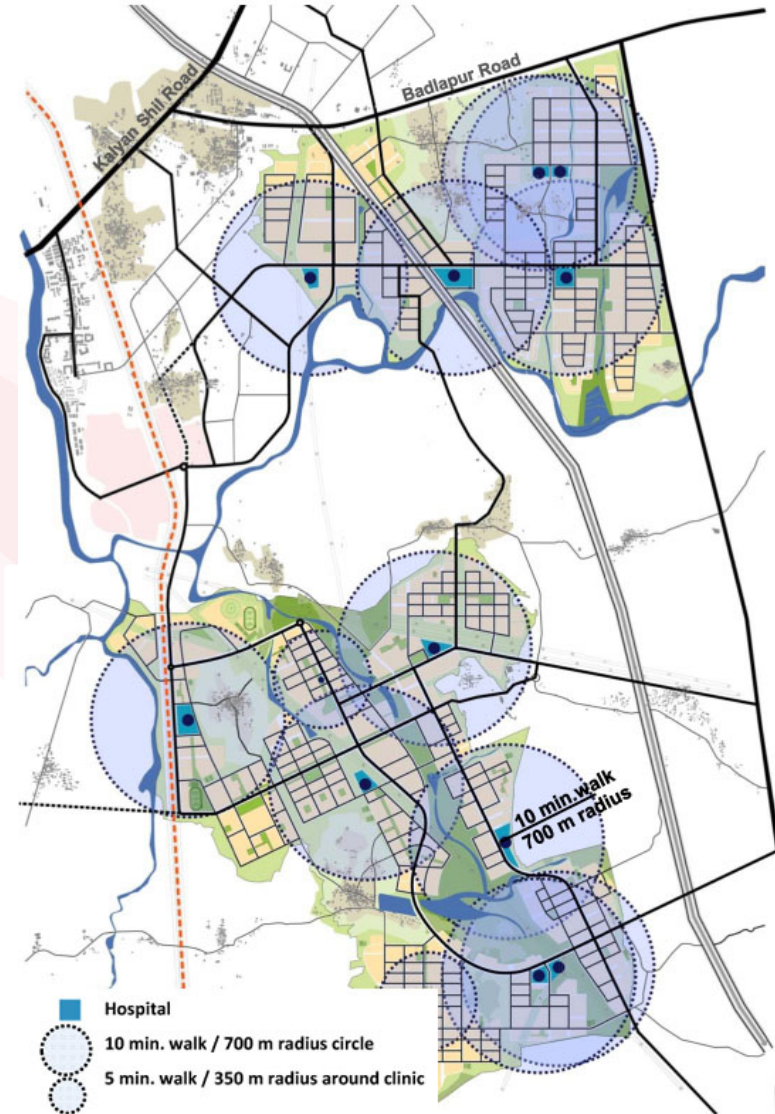 Kalyan Shil Road
Badlapur Road
10 min.walk
700 m radius
Hospital
10 min. walk / 700 m radius circle
5 min. walk / 350 m radius around clinic